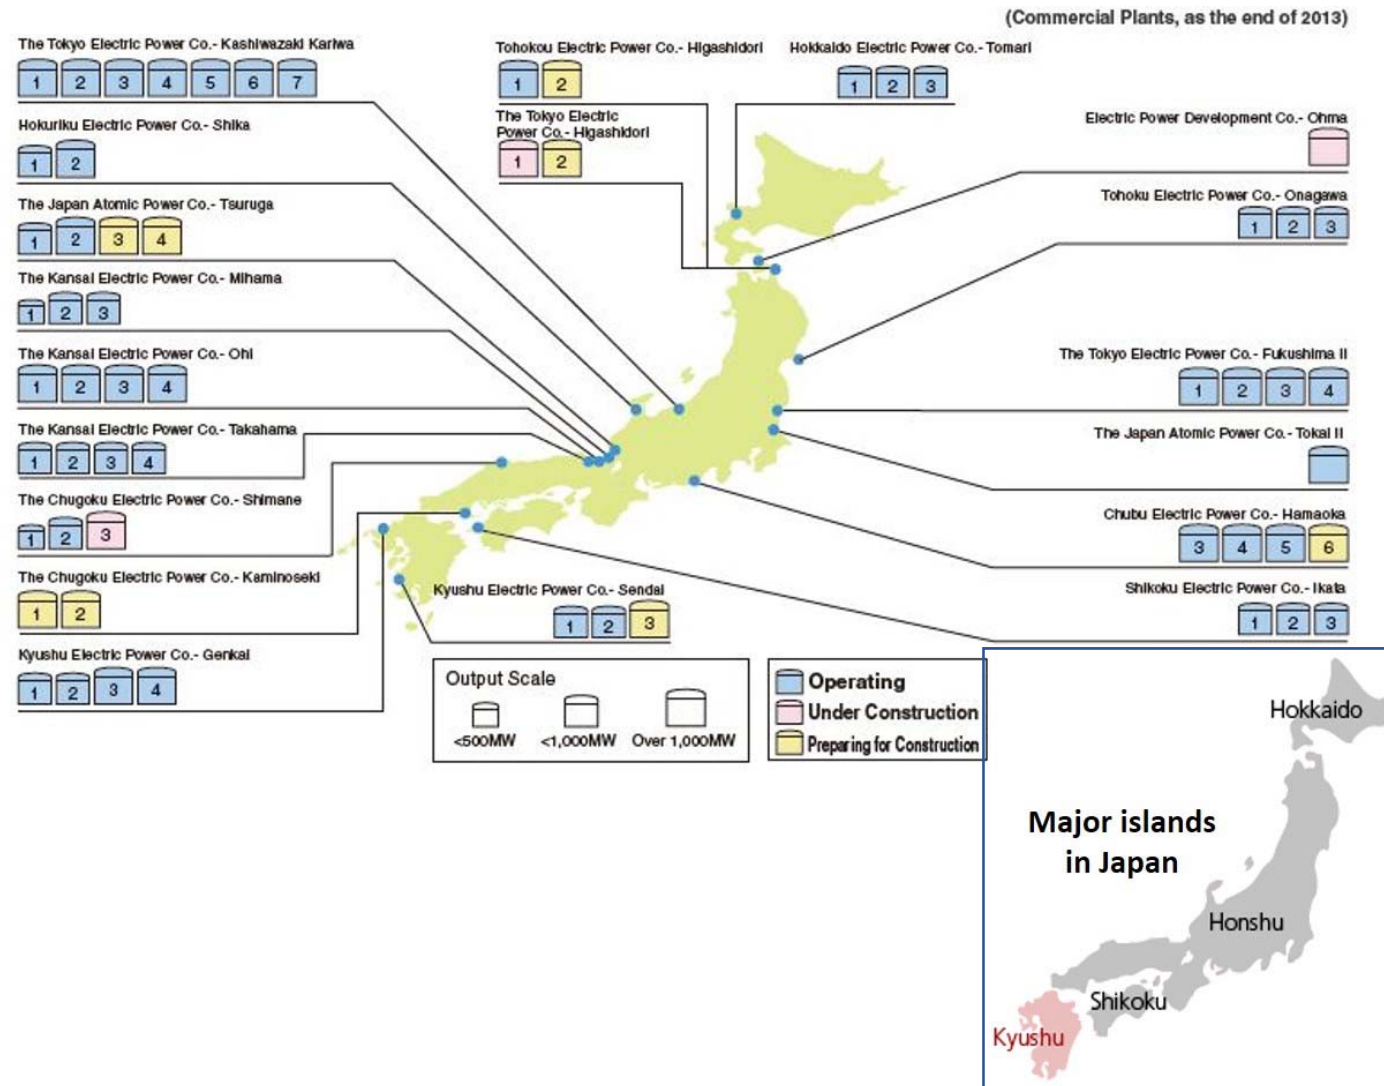 (Commercial Plants, as the end of 2013)
The Tokyo Electric Power Co.- Kashiwazaki Kariwa
1 2 3 4 5 6 7
Hokuriku Electric Power Co.- Shika
1 2
The Japan Atomic Power Co.- Tsuruga
1 2 3 4
The Kansai Electric Power Co.- Mihama
1 2 3
The Kansai Electric Power Co.- Ohi
1 2 3 4
The Kansai Electric Power Co.- Takahama
1 2 3 4
The Chugoku Electric Power Co.- Shimane
1 2 3
The Chugoku Electric Power Co.- Kaminoseki
1 2
Kyushu Electric Power Co.- Genkai
1 2 3 4
Tohokou Electric Power Co.- Higashidori
1 2
The Tokyo Electric
Power Co.- Higashidori
1 2
Hokkaido Electric Power Co.- Tomari
1 2 3
Electric Power Development Co.- Ohma
Tohoku Electric Power Co.- Onagawa
1 2 3
The Tokyo Electric Power Co.- Fukushima II
1 2 3 4
The Japan Atomic Power Co.- Tokai II
Chubu Electric Power Co.- Hamaoka
3 4 5 6
Shikoku Electric Power Co.- Ikata
1 2 3
Kyushu Electric Power Co.- Sendai
1 2 3
Output Scale
<500MW <1,000MW Over 1,000MW
Operating
Under Construction
Preparing for Construction
Major islands
in Japan
Hokkaido
Honshu
Shikoku
Kyushu